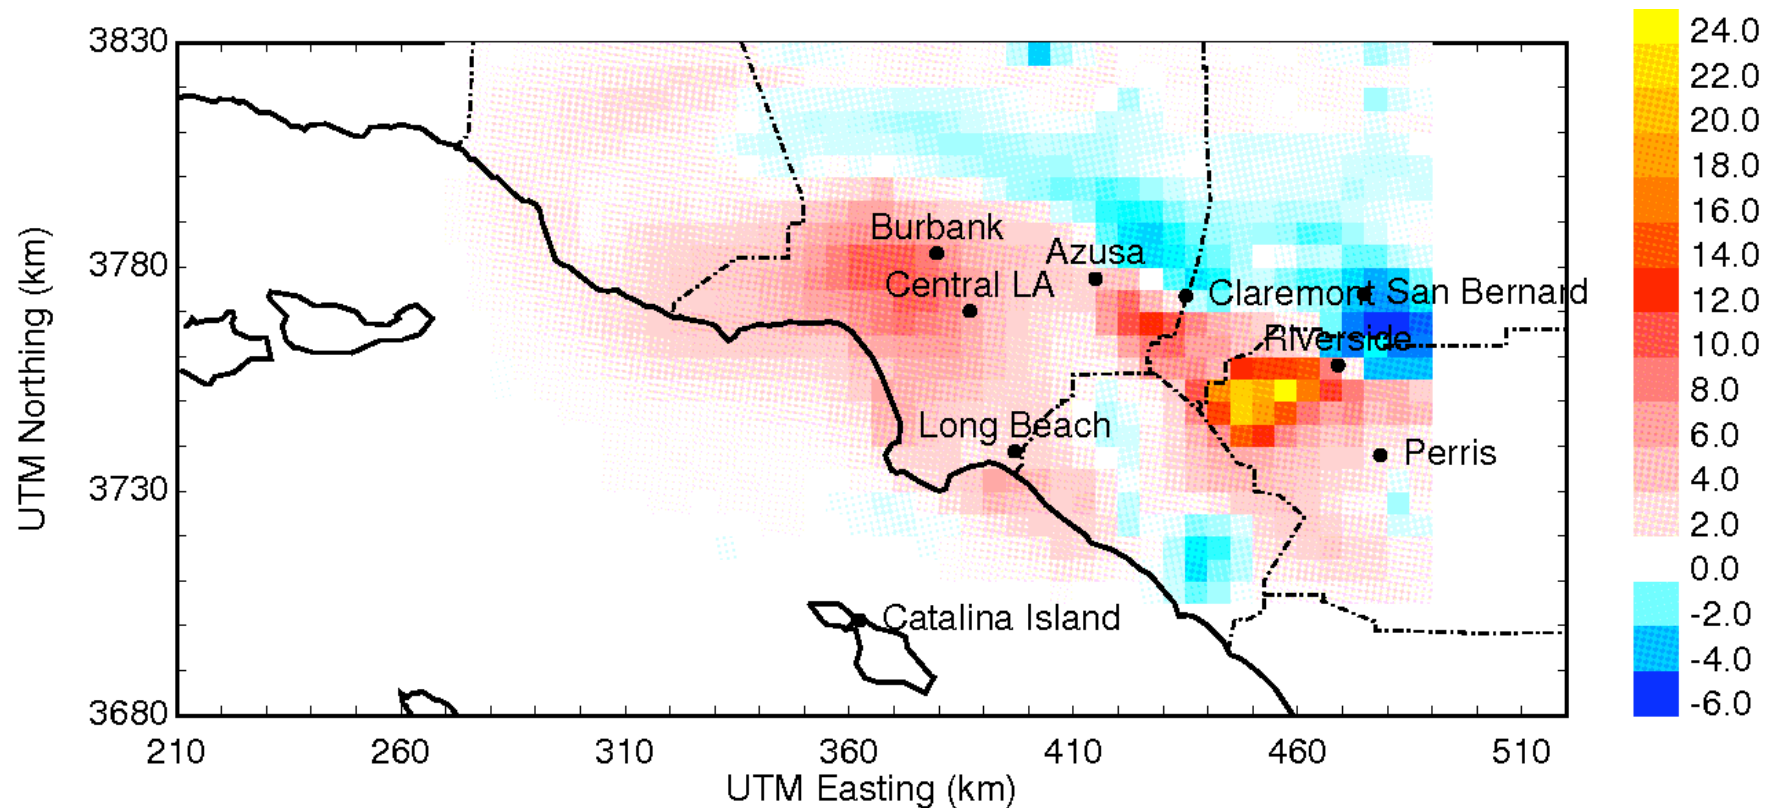 3830
3780
3730
3680
UTM Northing (km)
210
260
310
360
410
460
510
UTM Easting (km)
Burbank
Azusa
Central LA
Claremont
San Bernard
Riverside
Long Beach
Perris
Catalina Island
24.0
22.0
20.0
18.0
16.0
14.0
12.0
10.0
8.0
6.0
4.0
2.0
0.0
-2.0
-4.0
-6.0